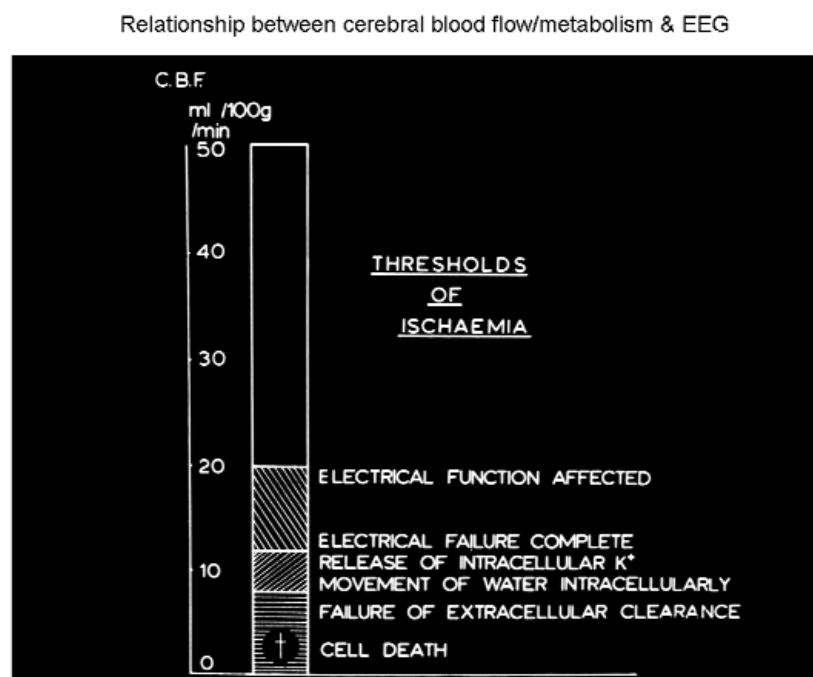 Relationship between cerebral blood flow/metabolism & EEG
C.B.F.
ml /100g
/min
50
40
THRESHOLDS
OF
ISCHAEMIA
30
20
ELECTRICAL FUNCTION AFFECTED
ELECTRICAL FAILURE COMPLETE
RELEASE OF INTRACELLULAR K⁺
10
MOVEMENT OF WATER INTRACELLULARLY
FAILURE OF EXTRACELLULAR CLEARANCE
CELL DEATH
0